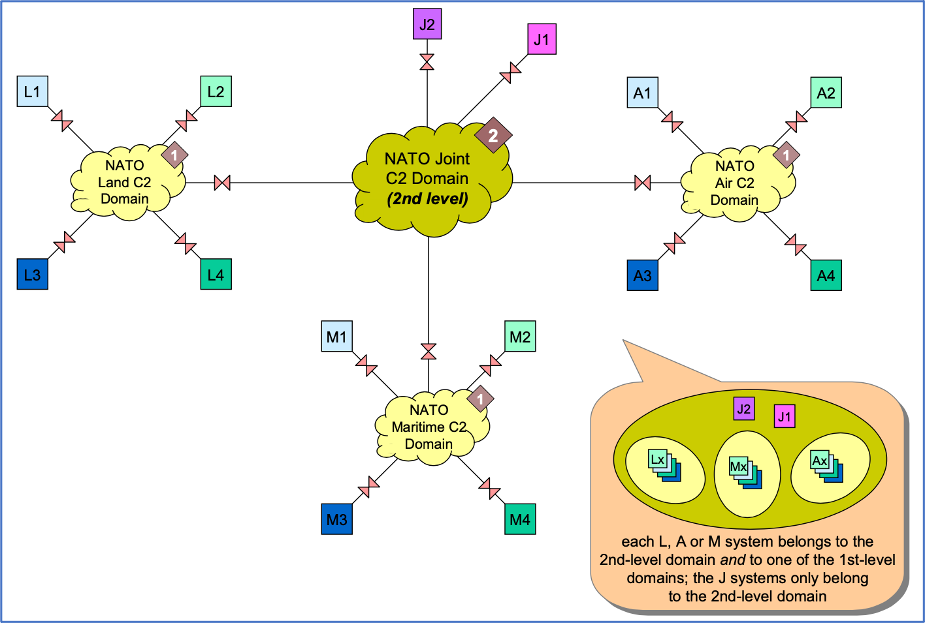 J2
J1
L1
L2
A1
A2
2
NATO Joint
C2 Domain
(2nd level)
1
NATO
Land C2
Domain
1
NATO
Air C2
Domain
L3
L4
A3
A4
M1
M2
1
NATO
Maritime C2
Domain
M3
M4
J2
J1
Lx
Mx
Ax
each L, A or M system belongs to the
2nd-level domain and to one of the 1st-level
domains; the J systems only belong
to the 2nd-level domain